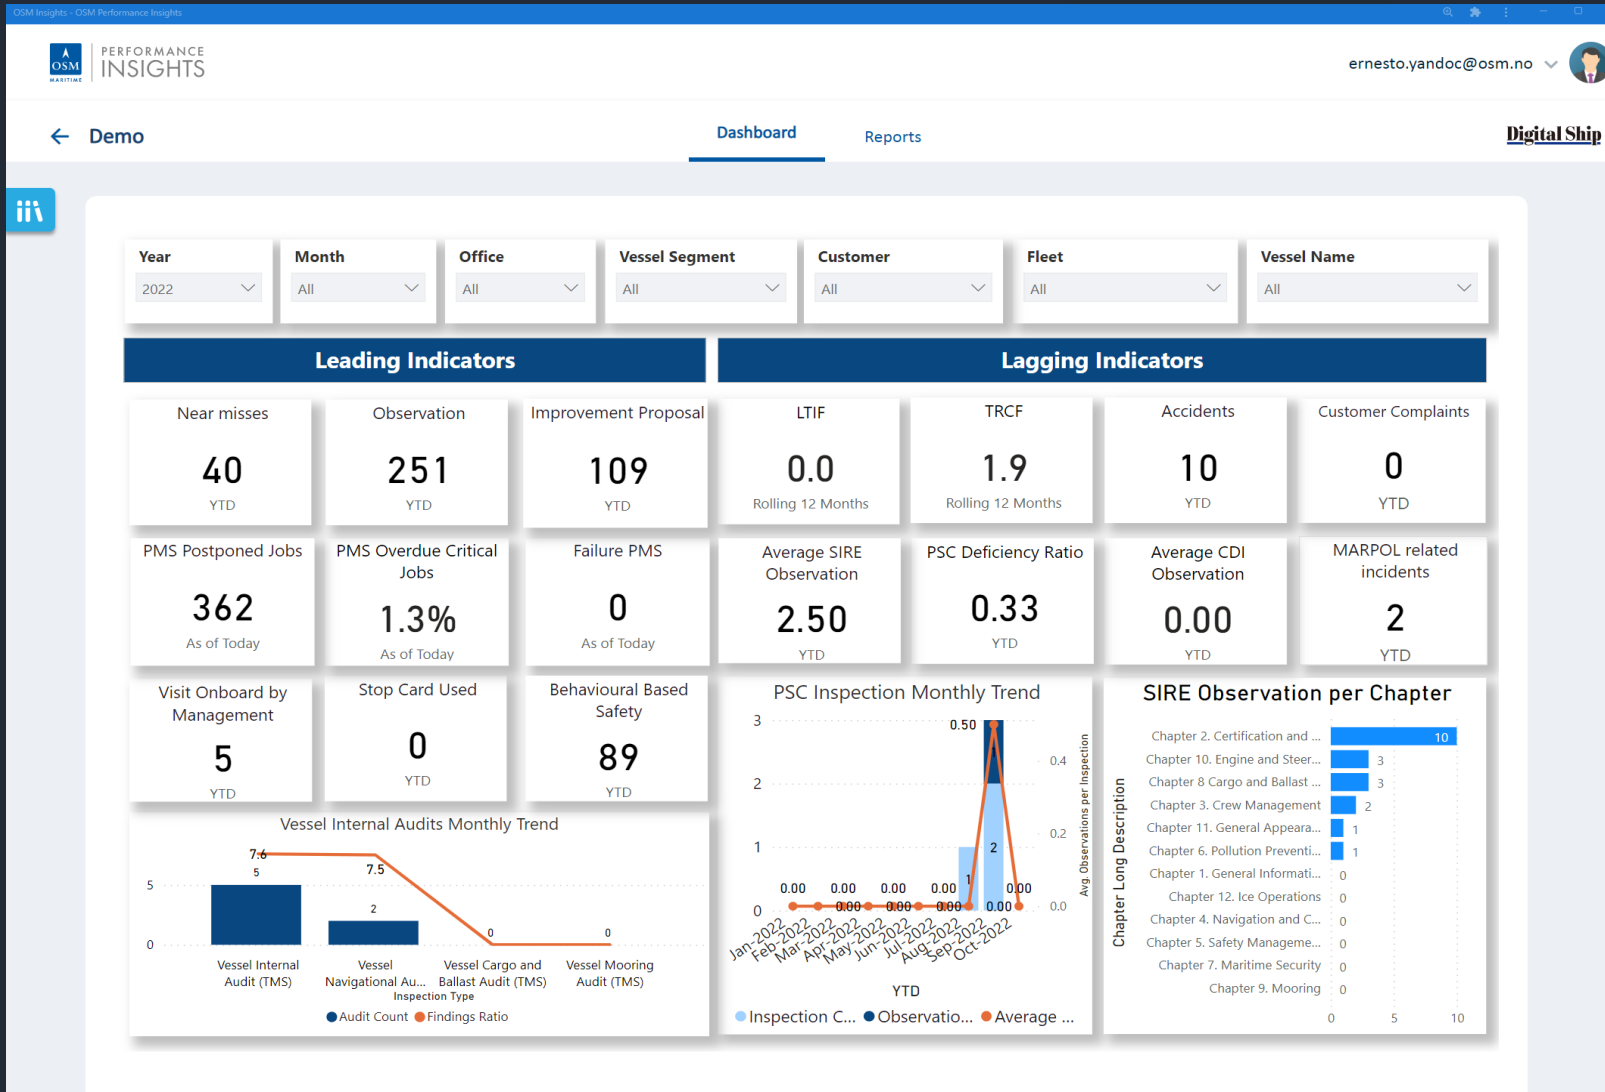 OSM Insights - OSM Performance Insights
OSM
MARITIME
PERFORMANCE
INSIGHTS
ernesto.yandoc@osm.no
Demo
Dashboard
Reports
Digital Ship
Year
2022
Month
All
Office
All
Vessel Segment
All
Customer
All
Fleet
All
Vessel Name
All
Leading Indicators
Near misses
40
YTD
Observation
251
YTD
Improvement Proposal
109
YTD
PMS Postponed Jobs
362
As of Today
PMS Overdue Critical
Jobs
1.3%
As of Today
Failure PMS
0
As of Today
Visit Onboard by
Management
5
YTD
Stop Card Used
0
YTD
Behavioural Based
Safety
89
YTD
Vessel Internal Audits Monthly Trend
5
0
7.6
5
7.5
2
0
0
Vessel Internal
Audit (TMS)
Vessel
Navigational Au...
Vessel Cargo and
Ballast Audit (TMS)
Vessel Mooring
Audit (TMS)
Inspection Type
Audit Count
Findings Ratio
Lagging Indicators
LTIF
0.0
Rolling 12 Months
TRCF
1.9
Rolling 12 Months
Accidents
10
YTD
Customer Complaints
0
YTD
Average SIRE
Observation
2.50
YTD
PSC Deficiency Ratio
0.33
YTD
Average CDI
Observation
0.00
YTD
MARPOL related
incidents
2
YTD
PSC Inspection Monthly Trend
3
2
1
0
0.50
0.4
0.2
0.0
Avg. Observations per Inspection
0.00
0.00
0.00
0.00
0.00
0.00
0.00
0.00
0.00
1
2
Jan-2022
Feb-2022
Mar-2022
Apr-2022
May-2022
Jun-2022
Jul-2022
Aug-2022
Sep-2022
Oct-2022
YTD
Inspection C...
Observatio...
Average ...
SIRE Observation per Chapter
Chapter Long Description
Chapter 2. Certification and ... 10
Chapter 10. Engine and Steer... 3
Chapter 8 Cargo and Ballast ... 3
Chapter 3. Crew Management 2
Chapter 11. General Appeara... 1
Chapter 6. Pollution Preventi... 1
Chapter 1. General Informati... 0
Chapter 12. Ice Operations 0
Chapter 4. Navigation and C... 0
Chapter 5. Safety Manageme... 0
Chapter 7. Maritime Security 0
Chapter 9. Mooring 0
0 5 10